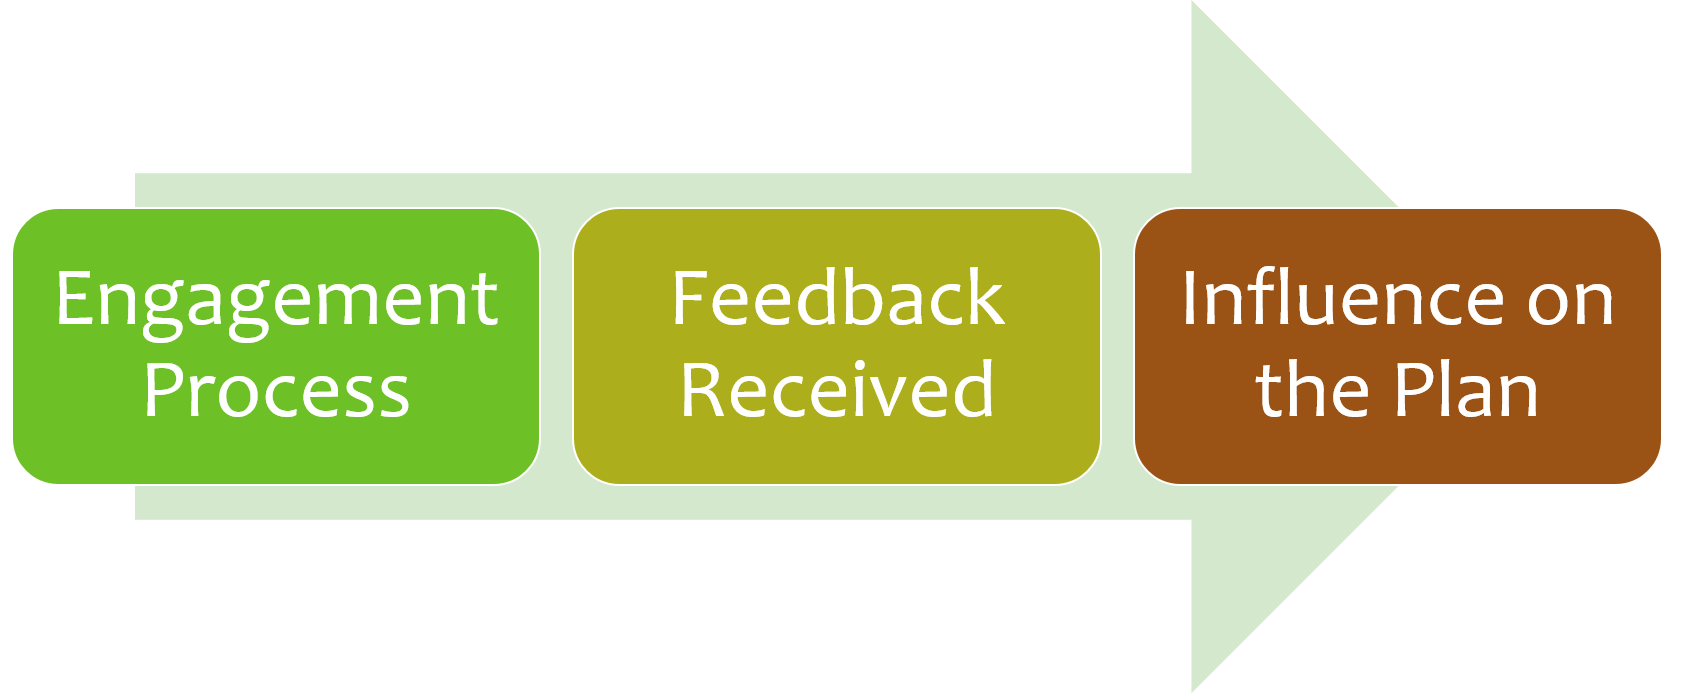 Engagement
Process
Feedback
Received
Influence on
the Plan